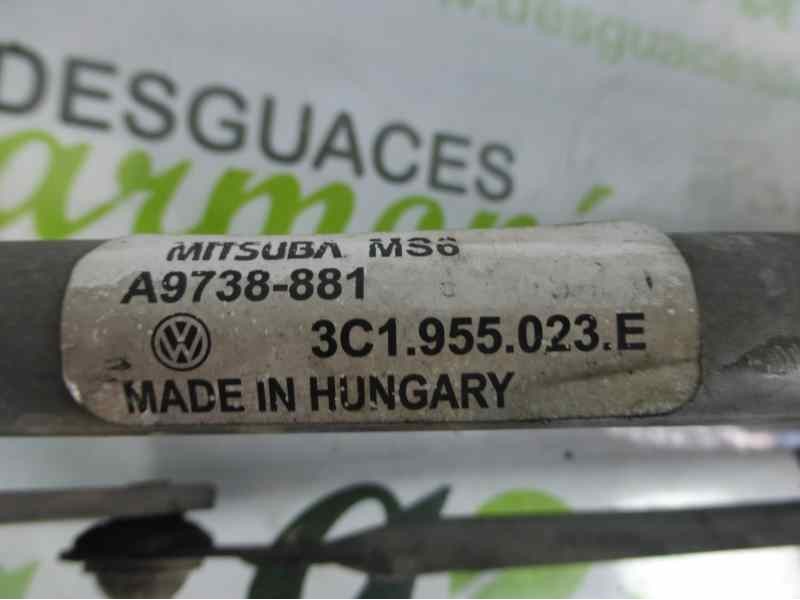 DESGUACES
MITSUBA MS6
A9738-881
3C1.955.023.E
MADE IN HUNGARY